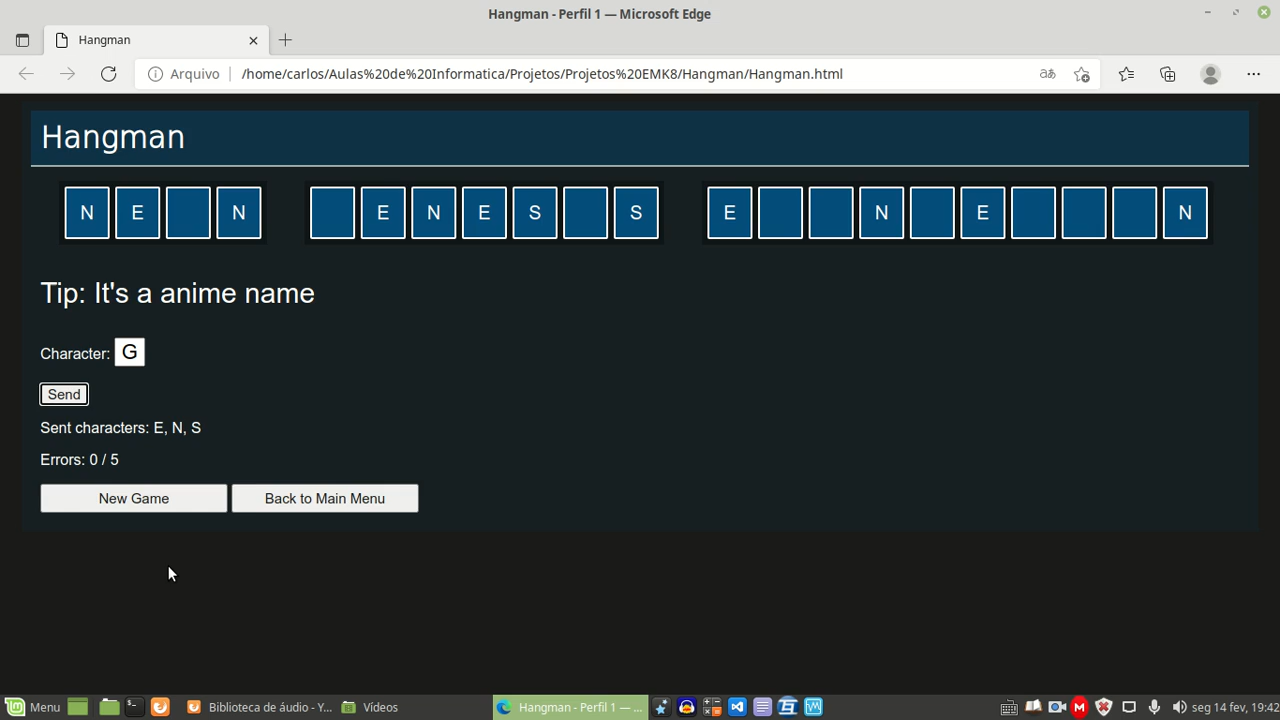 Hangman - Perfil 1 — Microsoft Edge
Hangman
Arquivo /home/carlos/Aulas%20de%20Informatica/Projetos/Projetos%20EMK8/Hangman/Hangman.html
Hangman
N E N E N E S S E N E N
Tip: It's a anime name
Character: G
Send
Sent characters: E, N, S
Errors: 0 / 5
New Game Back to Main Menu
Menu Biblioteca de áudio - Y... Vídeos Hangman - Perfil 1 — ... seg 14 fev, 19:42